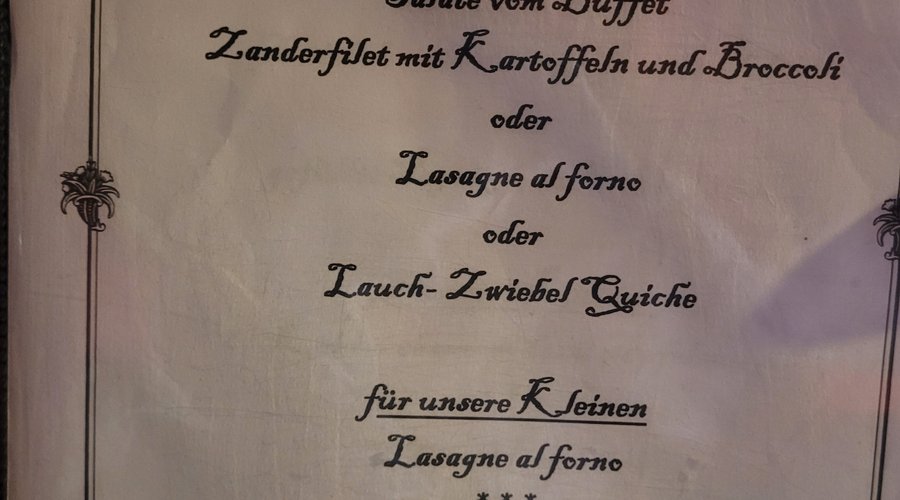 Salate vom Buffet
Zanderfilet mit Kartoffeln und Broccoli
oder
Lasagne al forno
oder
Lauch- Zwiebel Quiche
für unsere Kleinen
Lasagne al forno
* * *